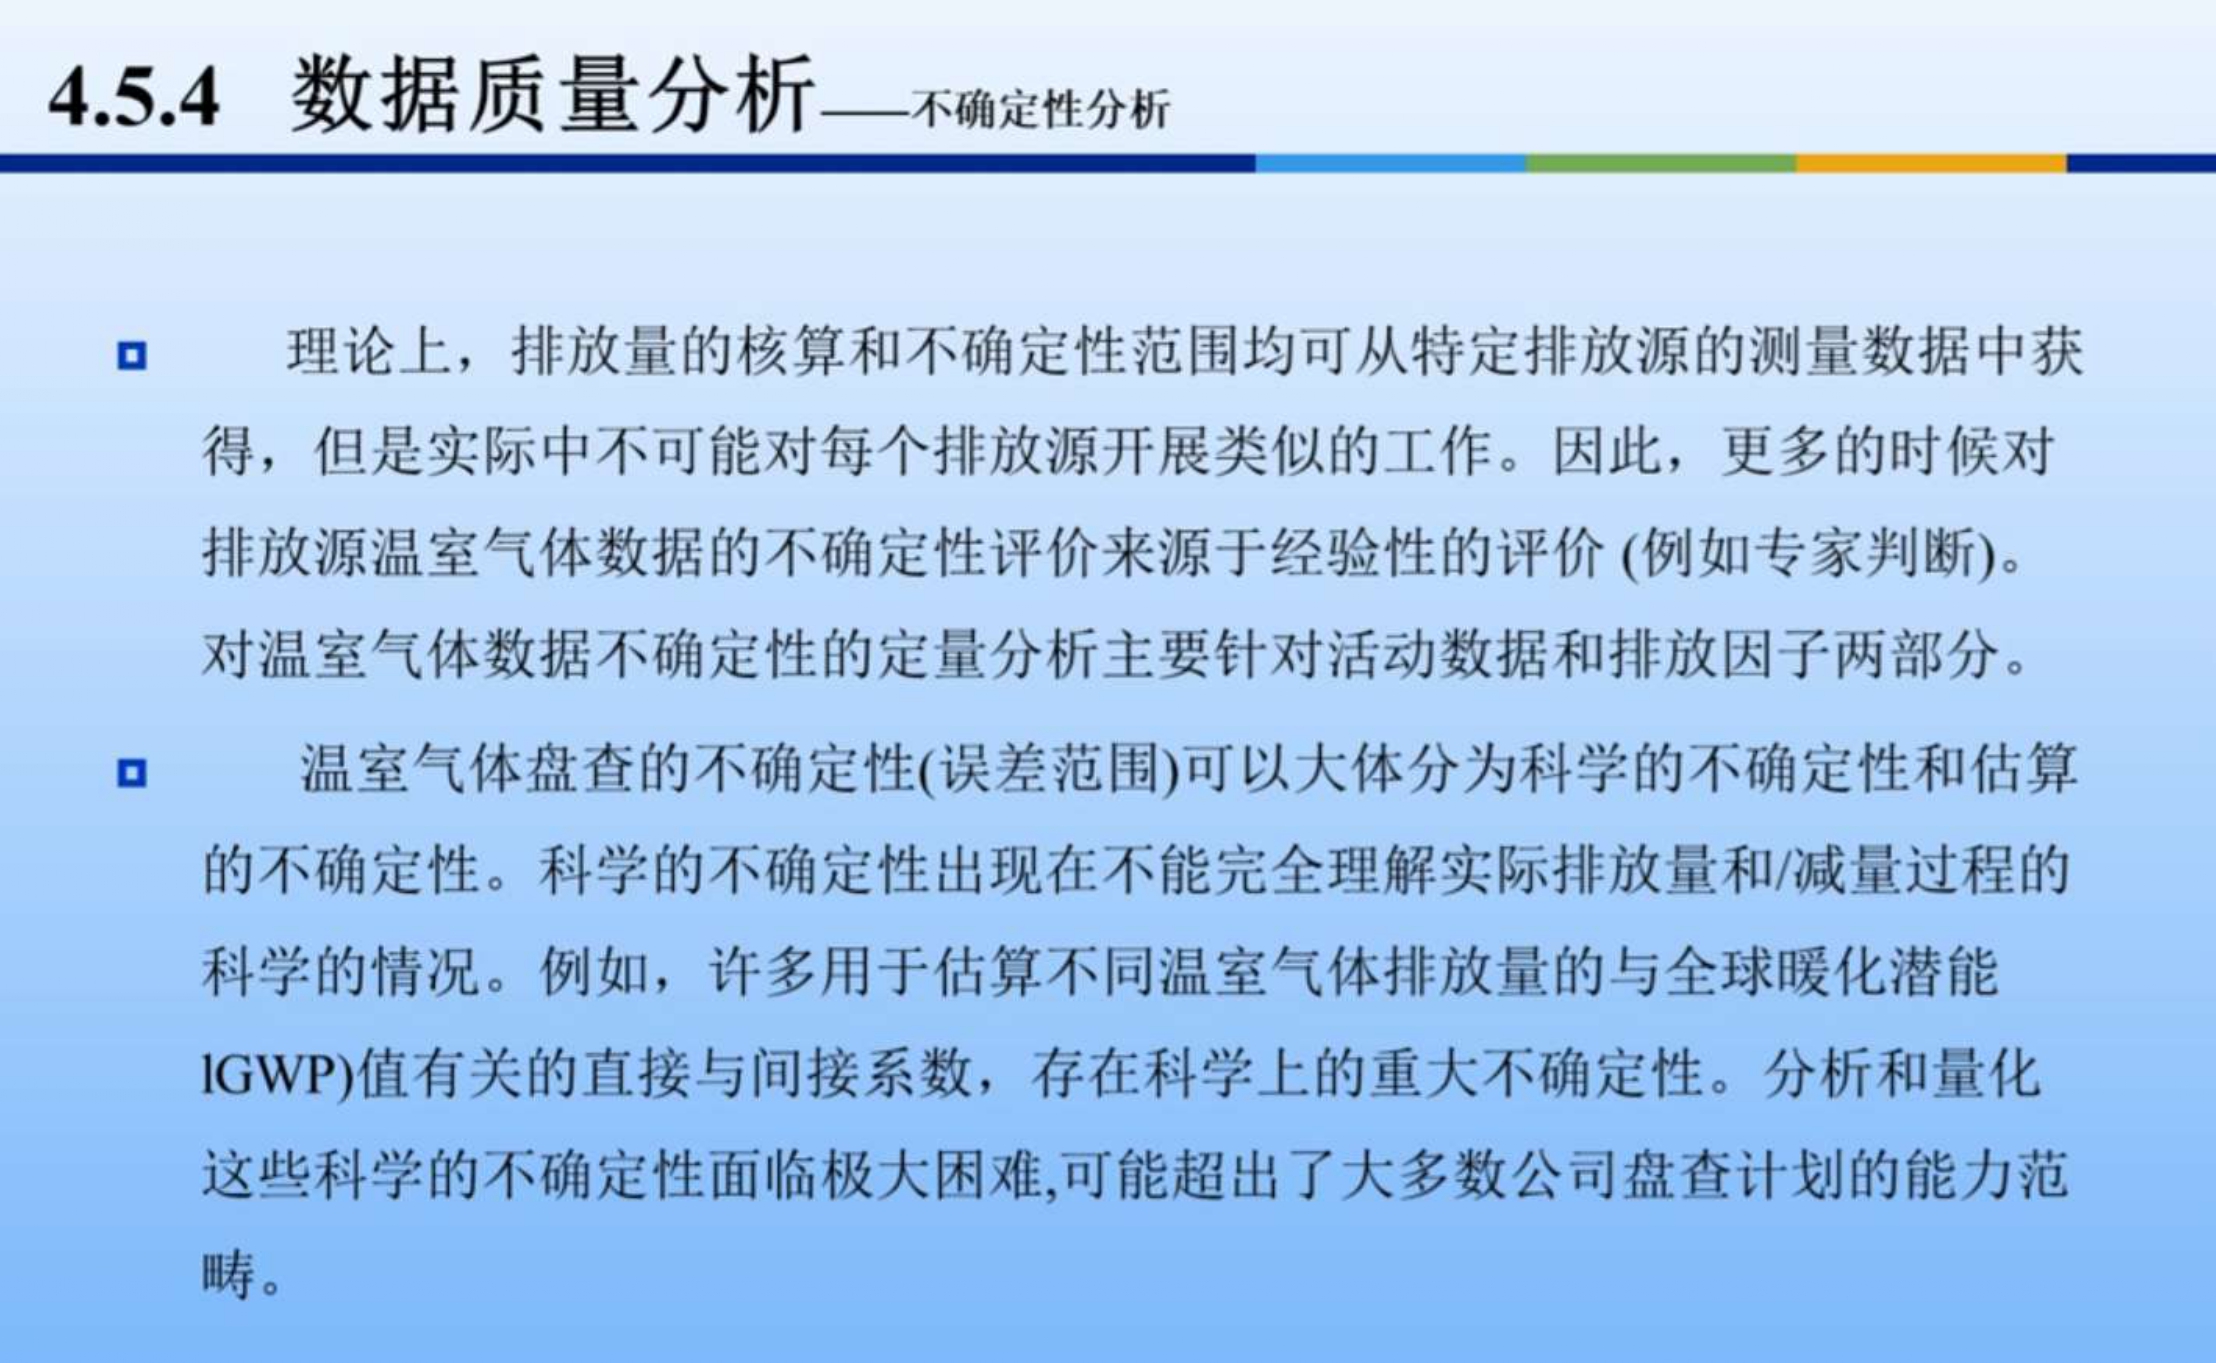 4.5.4 数据质量分析——不确定性分析
理论上，排放量的核算和不确定性范围均可从特定排放源的测量数据中获
得，但是实际中不可能对每个排放源开展类似的工作。因此，更多的时候对
排放源温室气体数据的不确定性评价来源于经验性的评价 (例如专家判断)。
对温室气体数据不确定性的定量分析主要针对活动数据和排放因子两部分。
温室气体盘查的不确定性(误差范围)可以大体分为科学的不确定性和估算
的不确定性。科学的不确定性出现在不能完全理解实际排放量和/减量过程的
科学的情况。例如，许多用于估算不同温室气体排放量的与全球暖化潜能
lGWP)值有关的直接与间接系数，存在科学上的重大不确定性。分析和量化
这些科学的不确定性面临极大困难,可能超出了大多数公司盘查计划的能力范
畴。